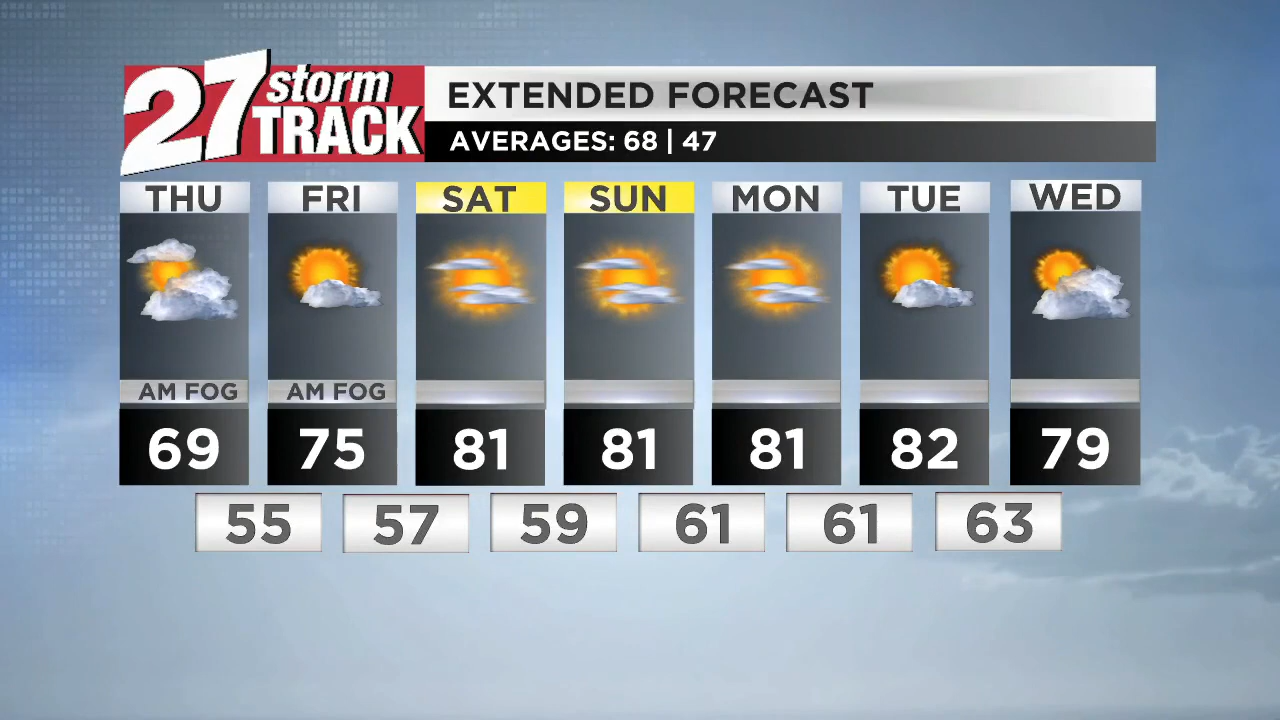 27 storm TRACK
EXTENDED FORECAST
AVERAGES: 68 | 47
THU FRI SAT SUN MON TUE WED
AM FOG AM FOG
69 75 81 81 81 82 79
55 57 59 61 61 63